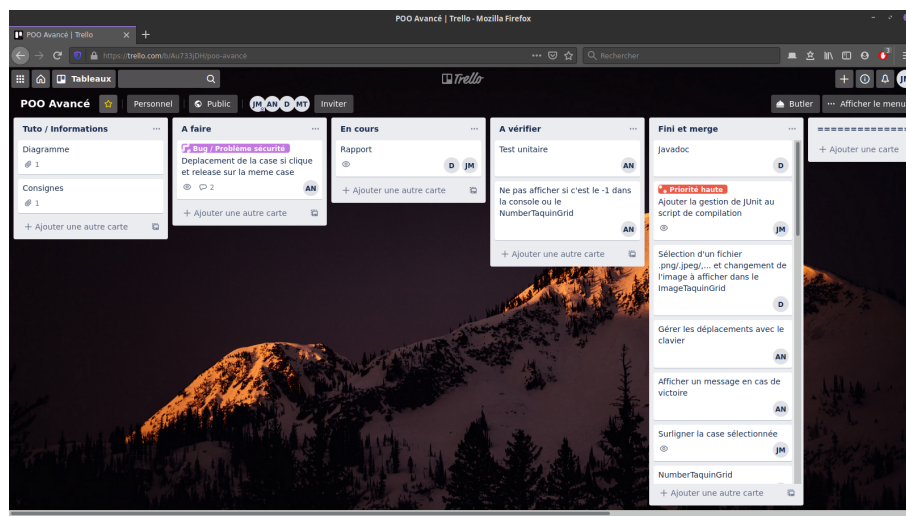 POO Avancé | Trello - Mozilla Firefox
POO Avancé | Trello
https://trello.com/b/Au733jDH/poo-avancé
Rechercher
3
Tableaux
Trello
POO Avancé
Personnel
Public
JM AN D MT
Inviter
Butler
Afficher le menu
Tuto / Informations
Diagramme
1
Consignes
1
+ Ajouter une autre carte
A faire
Bug / Problème sécurité
Deplacement de la case si clique
et release sur la meme case
2
AN
+ Ajouter une autre carte
En cours
Rapport
D JM
+ Ajouter une autre carte
A vérifier
Test unitaire
AN
Ne pas afficher si c'est le -1 dans
la console ou le
NumberTaquinGrid
AN
+ Ajouter une autre carte
Fini et merge
Javadoc
D
Priorité haute
Ajouter la gestion de JUnit au
script de compilation
JM
Sélection d'un fichier
.png/.jpeg/,... et changement de
l'image à afficher dans le
ImageTaquinGrid
D
Gérer les déplacements avec le
clavier
AN
Afficher un message en cas de
victoire
AN
Surligner la case sélectionnée
JM
NumberTaquinGrid
+ Ajouter une autre carte
==============
+ Ajouter une carte